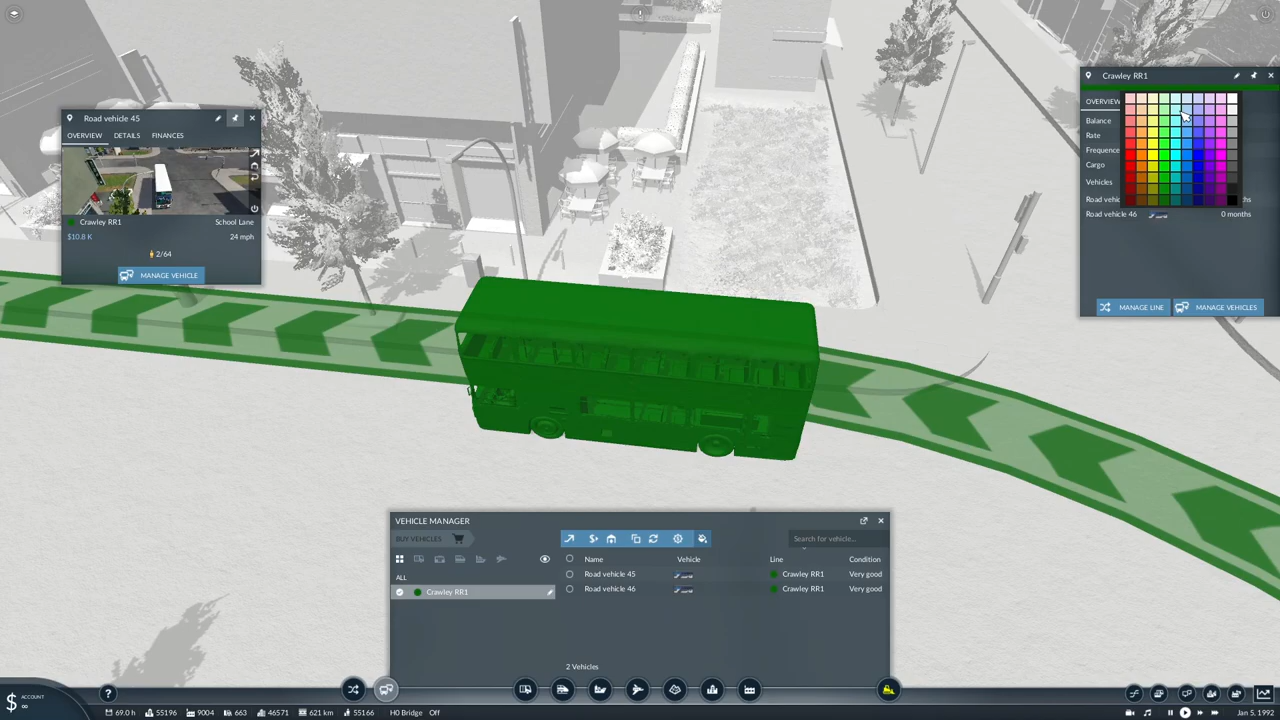 Road vehicle 45
OVERVIEW DETAILS FINANCES
Crawley RR1 School Lane
$10.8 K 24 mph
2/64
MANAGE VEHICLE
Crawley RR1
OVERVIEW
Balance
Rate
Frequence
Cargo
Vehicles
Road vehic
Road vehicle 46 0 months
MANAGE LINE MANAGE VEHICLES
VEHICLE MANAGER
BUY VEHICLES
Search for vehicle...
Name Vehicle Line Condition
ALL
Crawley RR1
Road vehicle 45 Crawley RR1 Very good
Road vehicle 46 Crawley RR1 Very good
2 Vehicles
$ ACCOUNT
∞
?
69.0 h 55196 9004 663 46571 621 km 55166 H0 Bridge Off
Jan 5, 1992